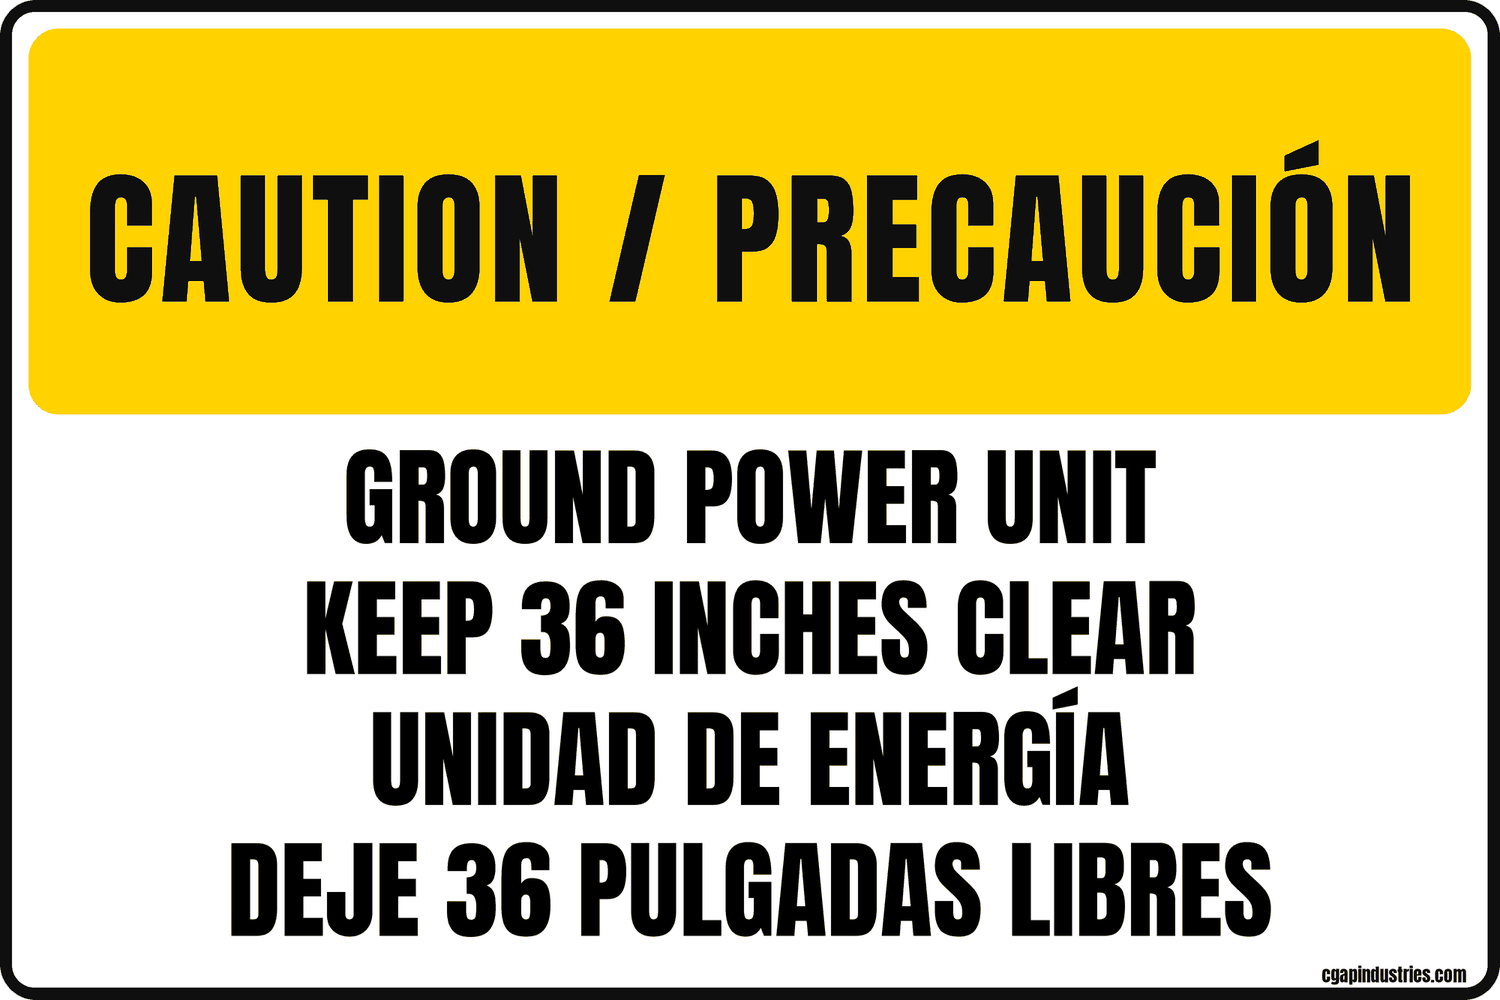 CAUTION / PRECAUCIÓN
GROUND POWER UNIT
KEEP 36 INCHES CLEAR
UNIDAD DE ENERGÍA
DEJE 36 PULGADAS LIBRES
cgapindustries.com